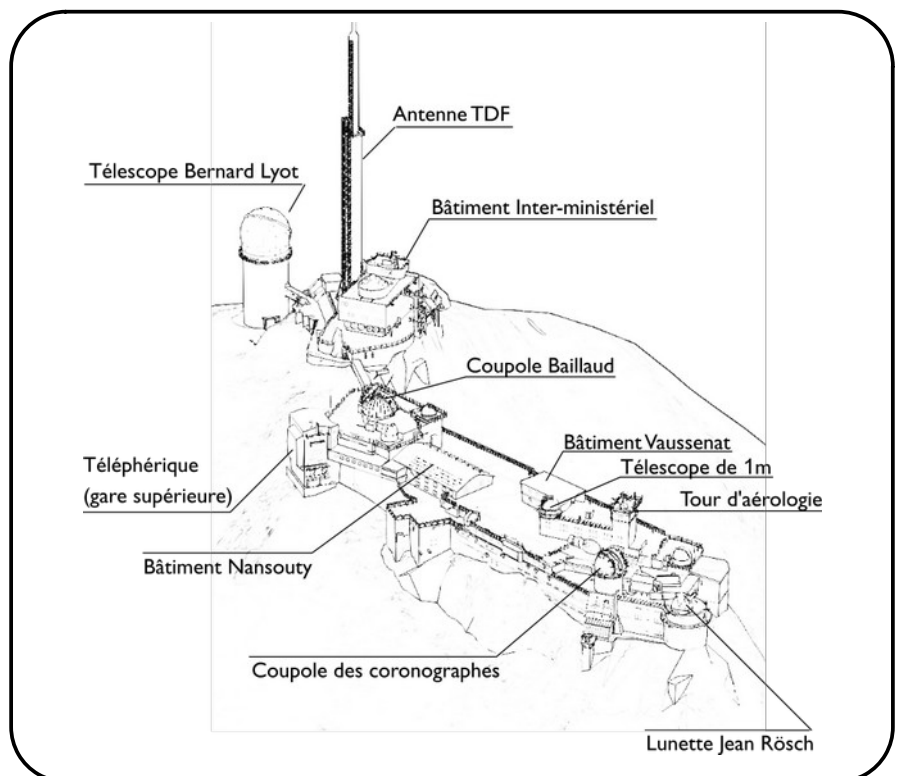 Antenne TDF
Télescope Bernard Lyot
Bâtiment Inter-ministériel
Coupole Baillaud
Bâtiment Vaussenat
Téléphérique
(gare supérieure)
Télescope de 1m
Tour d'aérologie
Bâtiment Nansouty
Coupole des coronographes
Lunette Jean Rösch